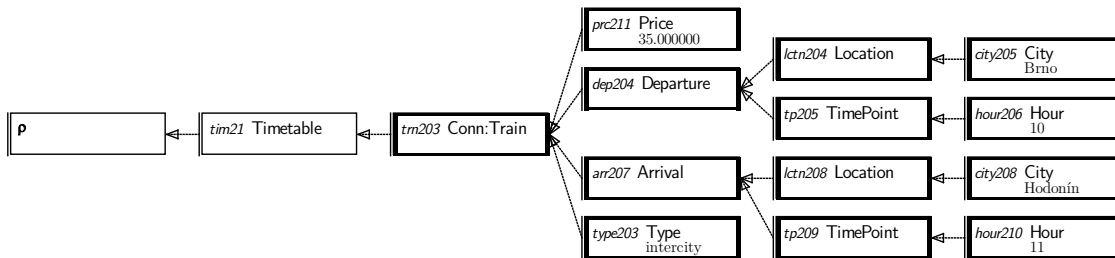 prc211 Price
35.000000
lctn204 Location
city205 City
Brno
dep204 Departure
tp205 TimePoint
hour206 Hour
10
ρ
tim21 Timetable
trn203 Conn:Train
arr207 Arrival
lctn208 Location
city208 City
Hodonín
type203 Type
intercity
tp209 TimePoint
hour210 Hour
11